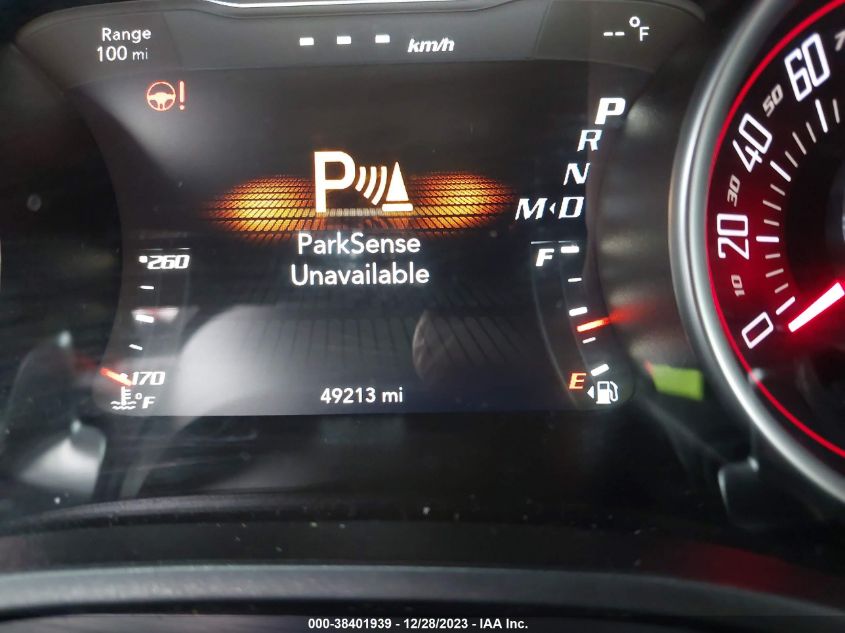 Range
100 mi
--- km/h
--°F
!
P
R
N
M D
P
ParkSense
Unavailable
260
F
170
°F
E
49213 mi
0
10
20
30
40
50
60
000-38401939 - 12/28/2023 - IAA Inc.